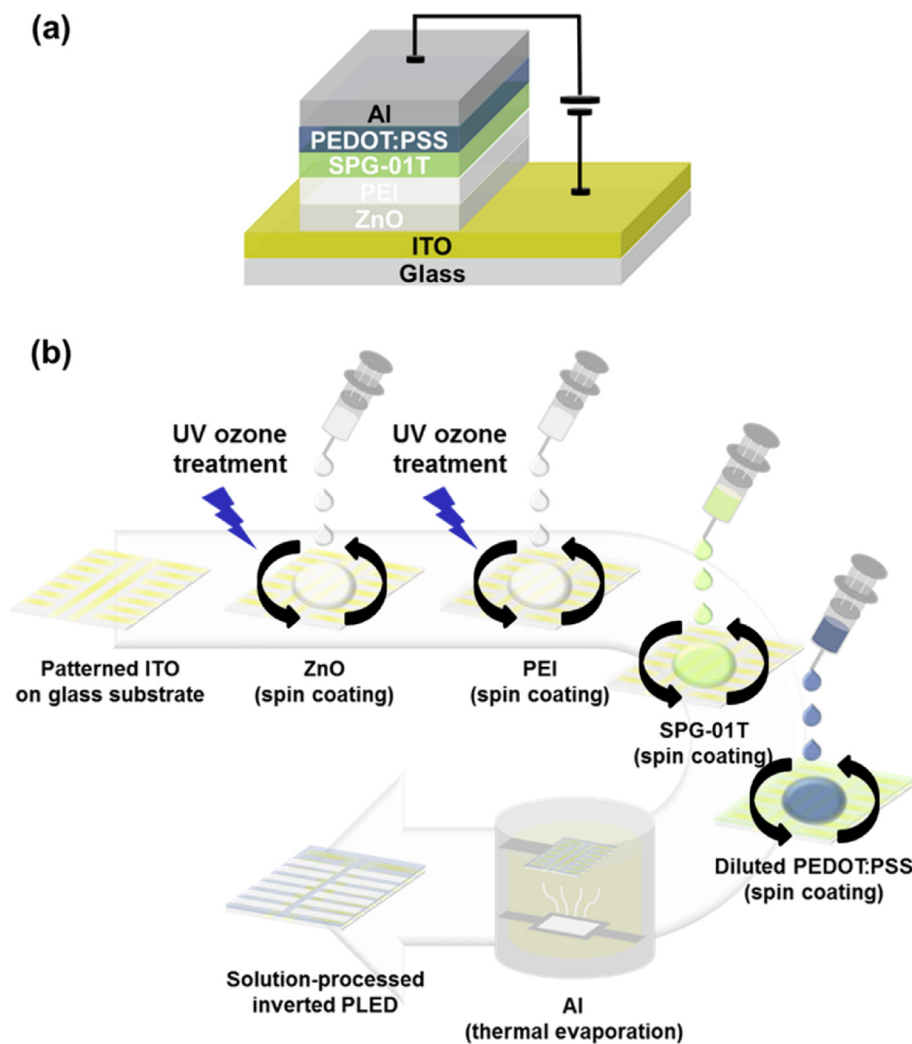 (a)
Al
PEDOT:PSS
SPG-01T
PEI
ZnO
ITO
Glass
(b)
UV ozone
treatment
UV ozone
treatment
Patterned ITO
on glass substrate
ZnO
(spin coating)
PEI
(spin coating)
SPG-01T
(spin coating)
Diluted PEDOT:PSS
(spin coating)
Solution-processed
inverted PLED
Al
(thermal evaporation)